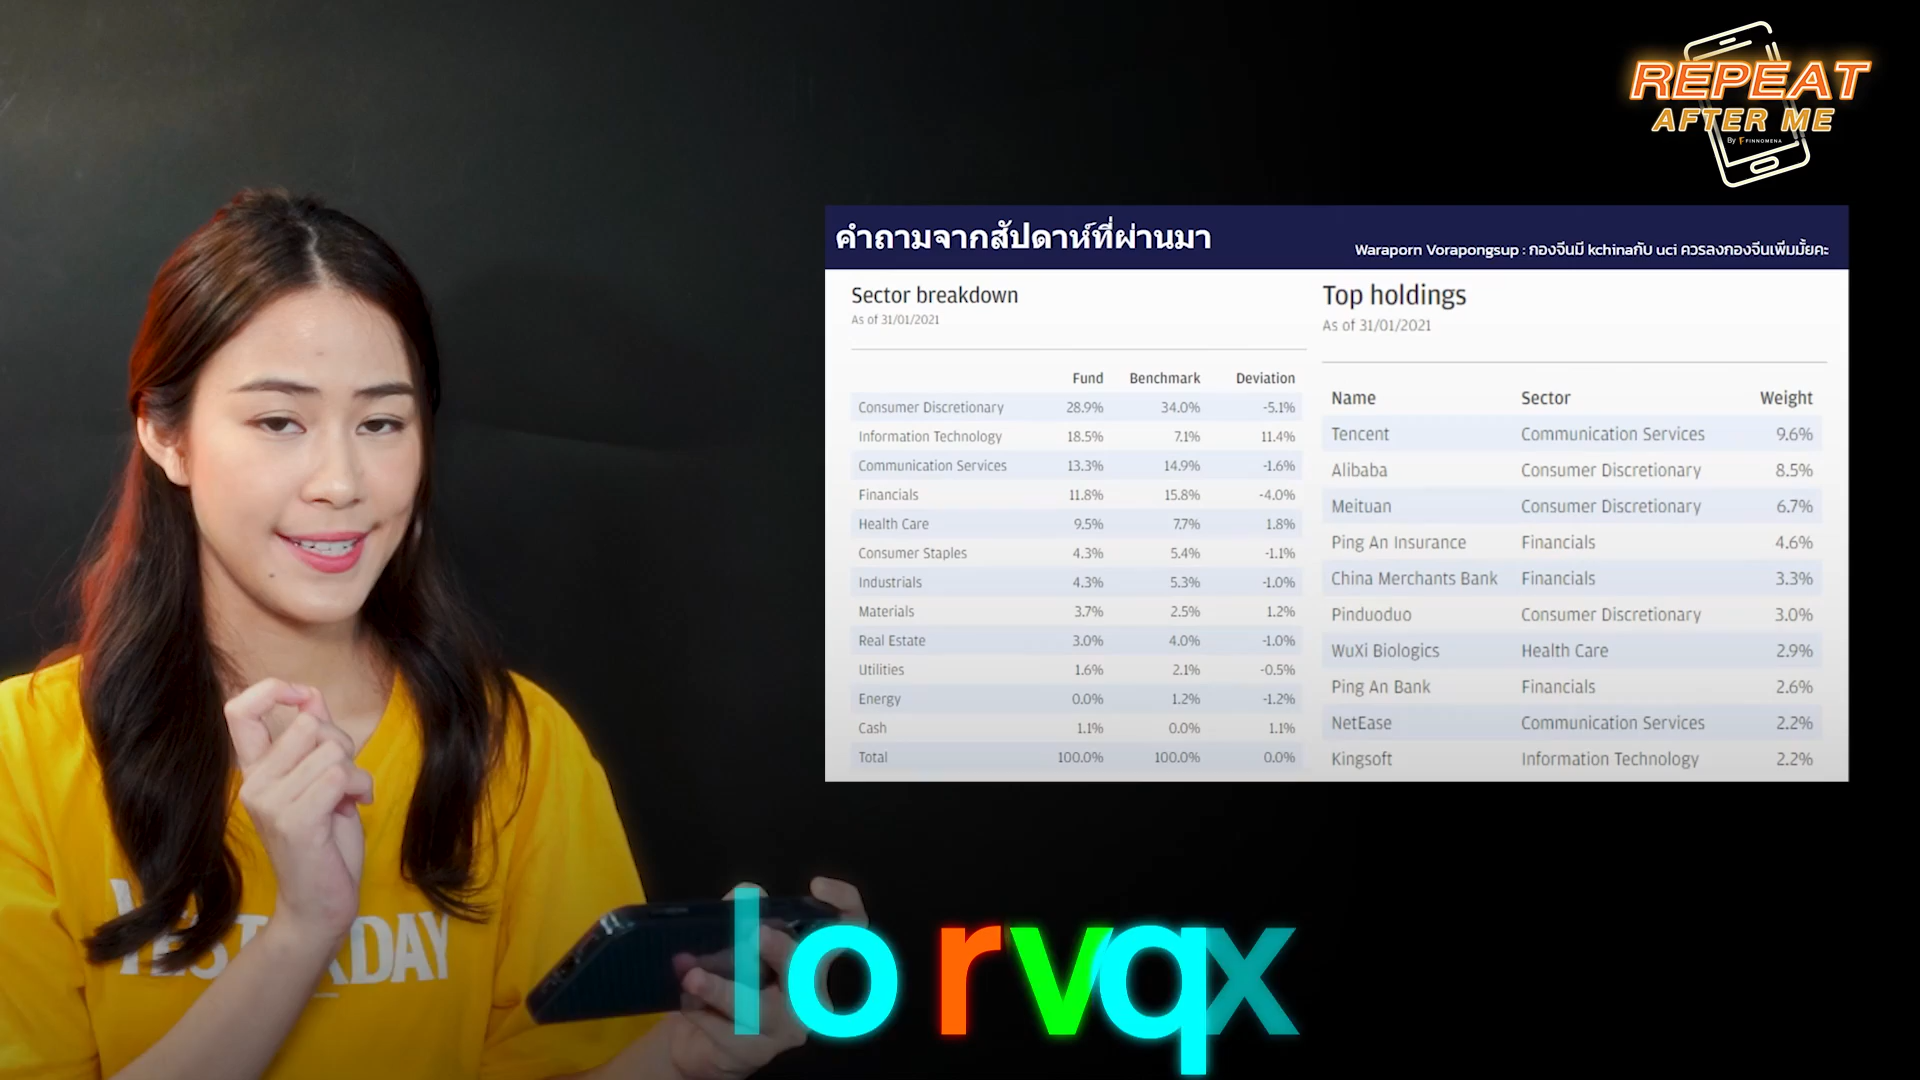 REPEAT
AFTER ME
By FINNOMENA
คำถามจากสัปดาห์ที่ผ่านมา
Waraporn Vorapongsup : กองจีนมี kchinaกับ uci ควรลงกองจีนเพิ่มมั้ยคะ
Sector breakdown
As of 31/01/2021
Fund Benchmark Deviation
Consumer Discretionary 28.9% 34.0% -5.1%
Information Technology 18.5% 7.1% 11.4%
Communication Services 13.3% 14.9% -1.6%
Financials 11.8% 15.8% -4.0%
Health Care 9.5% 7.7% 1.8%
Consumer Staples 4.3% 5.4% -1.1%
Industrials 4.3% 5.3% -1.0%
Materials 3.7% 2.5% 1.2%
Real Estate 3.0% 4.0% -1.0%
Utilities 1.6% 2.1% -0.5%
Energy 0.0% 1.2% -1.2%
Cash 1.1% 0.0% 1.1%
Total 100.0% 100.0% 0.0%
Top holdings
As of 31/01/2021
Name Sector Weight
Tencent Communication Services 9.6%
Alibaba Consumer Discretionary 8.5%
Meituan Consumer Discretionary 6.7%
Ping An Insurance Financials 4.6%
China Merchants Bank Financials 3.3%
Pinduoduo Consumer Discretionary 3.0%
WuXi Biologics Health Care 2.9%
Ping An Bank Financials 2.6%
NetEase Communication Services 2.2%
Kingsoft Information Technology 2.2%
lorvqx